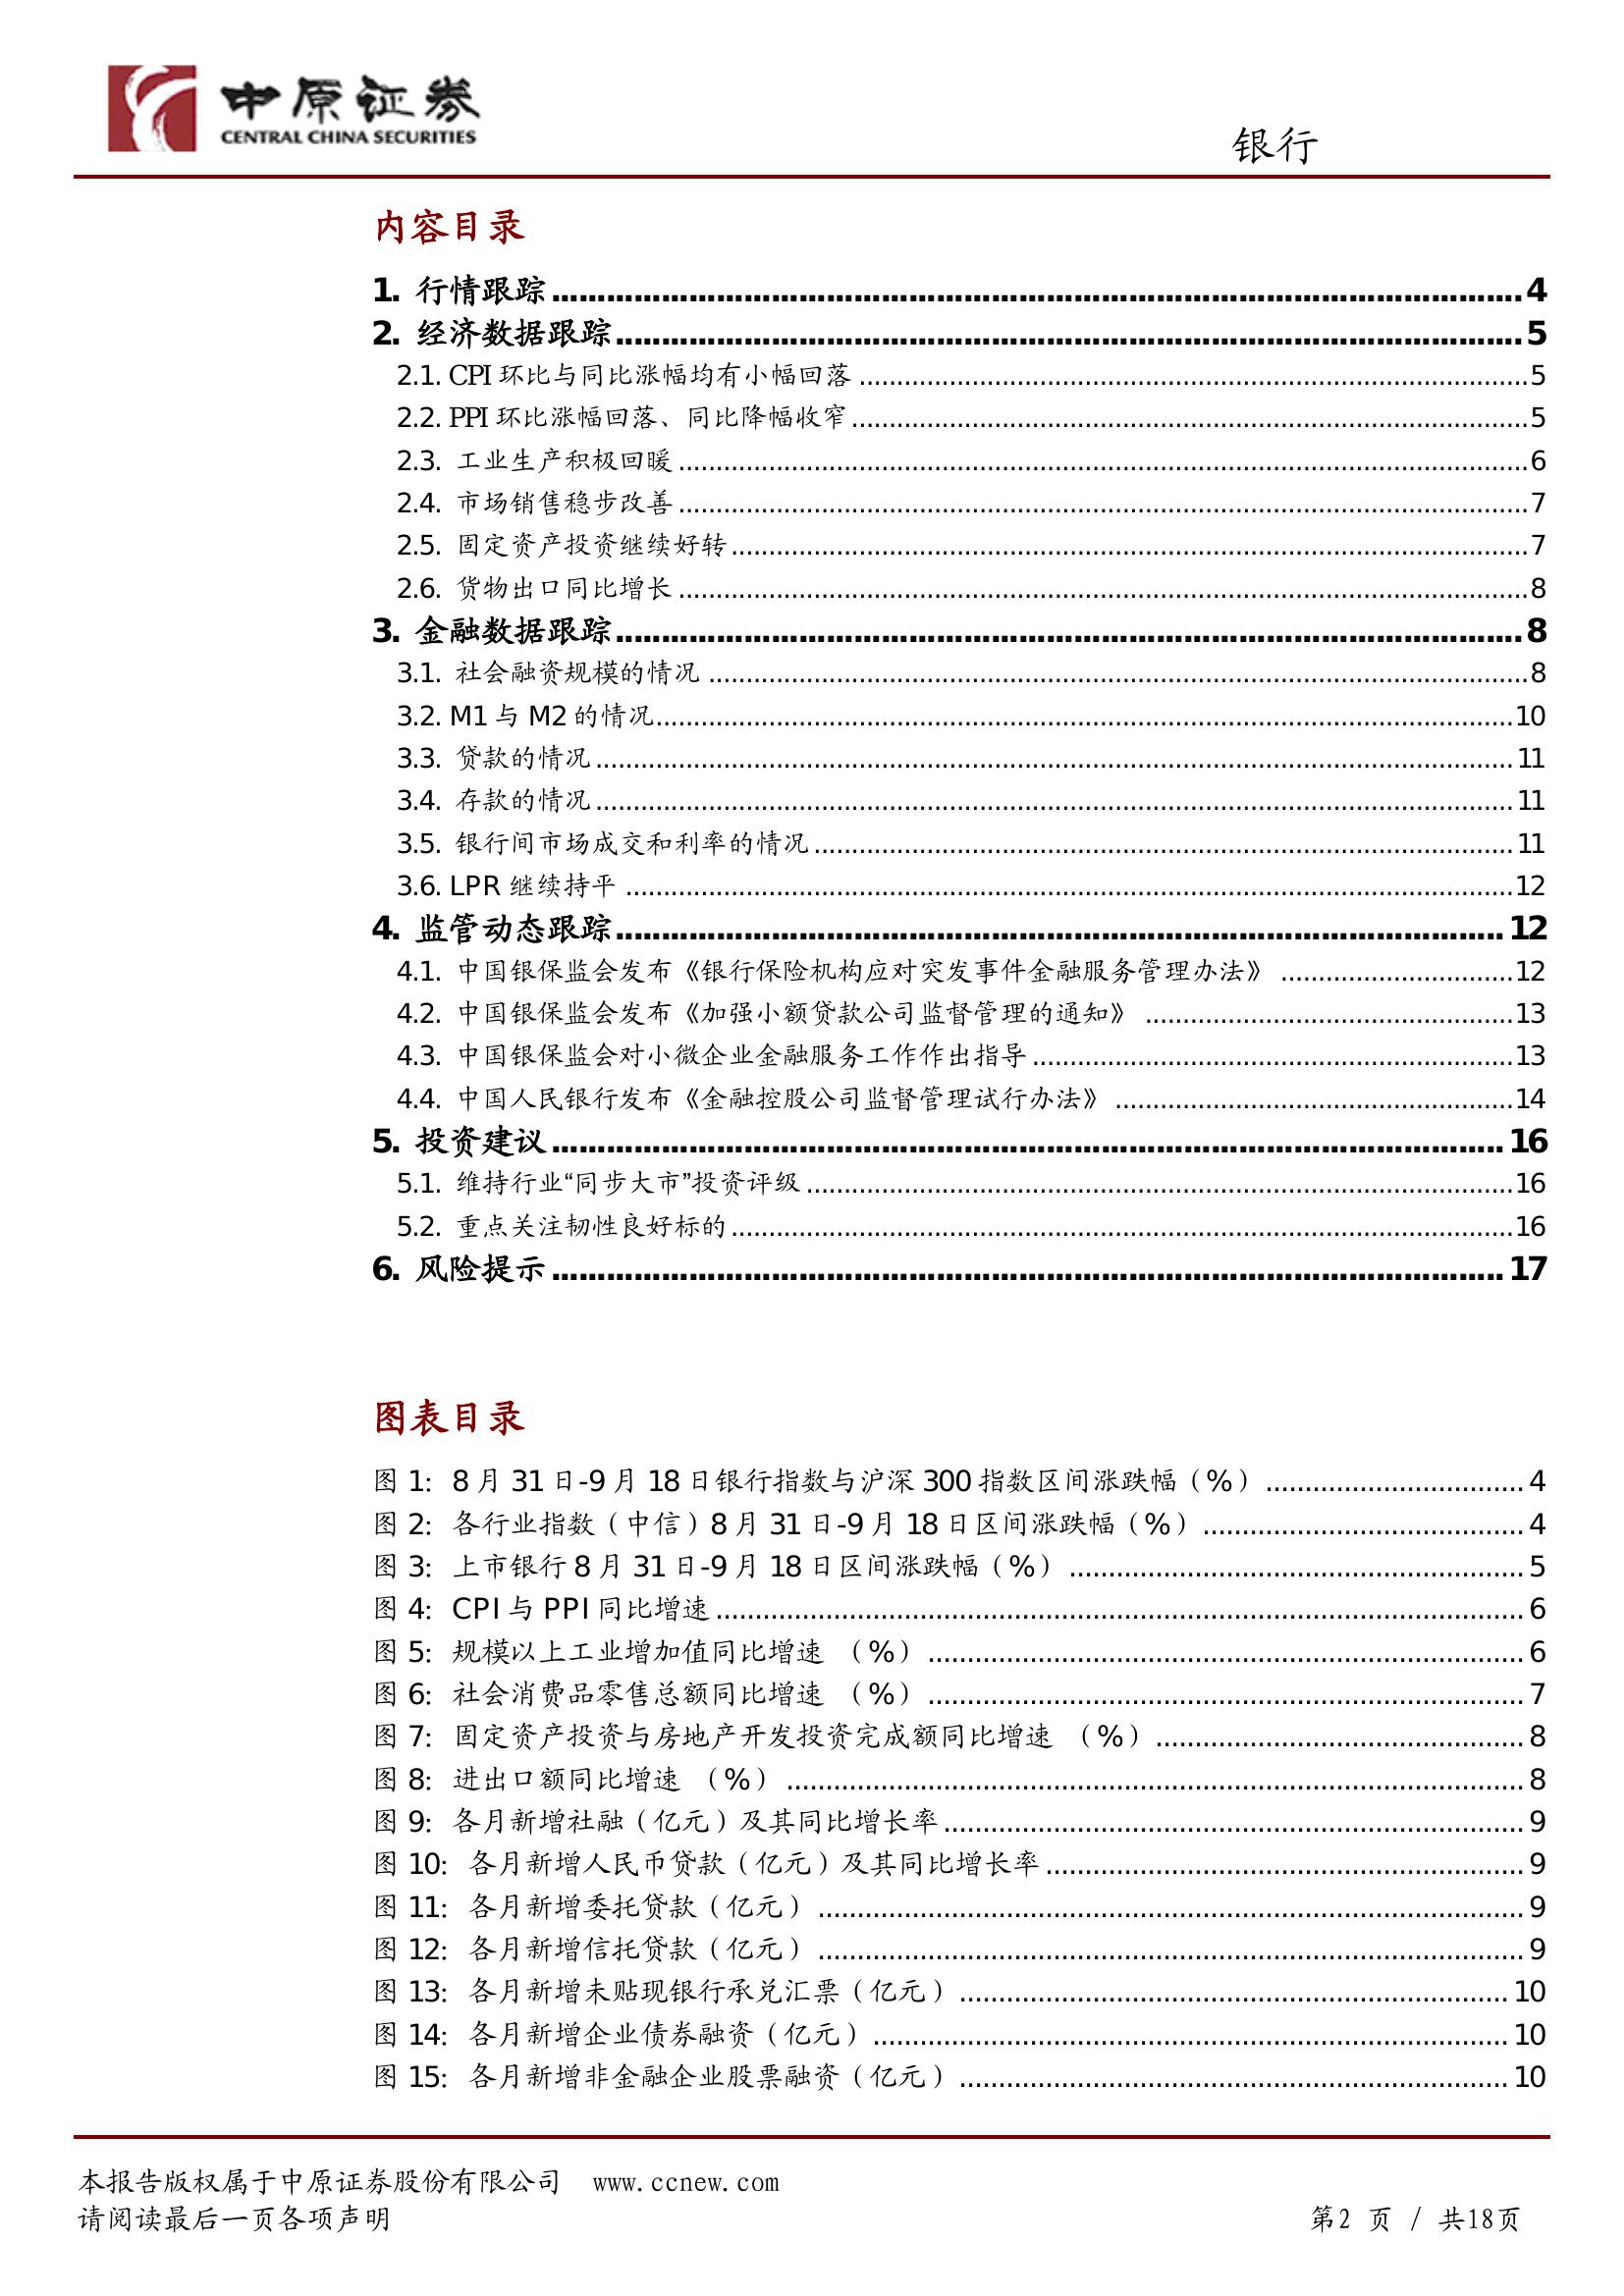 中原证券
CENTRAL CHINA SECURITIES
银行
内容目录
1. 行情跟踪........................................4
2. 经济数据跟踪........................................5
2.1. CPI 环比与同比涨幅均有小幅回落........................................5
2.2. PPI 环比涨幅回落、同比降幅收窄........................................5
2.3. 工业生产积极回暖........................................6
2.4. 市场销售稳步改善........................................7
2.5. 固定资产投资继续好转........................................7
2.6. 货物出口同比增长........................................8
3. 金融数据跟踪........................................8
3.1. 社会融资规模的情况........................................8
3.2. M1 与 M2 的情况........................................10
3.3. 贷款的情况........................................11
3.4. 存款的情况........................................11
3.5. 银行间市场成交和利率的情况........................................11
3.6. LPR 继续持平........................................12
4. 监管动态跟踪........................................12
4.1. 中国银保监会发布《银行保险机构应对突发事件金融服务管理办法》........................................12
4.2. 中国银保监会发布《加强小额贷款公司监督管理的通知》........................................13
4.3. 中国银保监会对小微企业金融服务工作作出指导........................................13
4.4. 中国人民银行发布《金融控股公司监督管理试行办法》........................................14
5. 投资建议........................................16
5.1. 维持行业“同步大市”投资评级........................................16
5.2. 重点关注韧性良好标的........................................16
6. 风险提示........................................17
图表目录
图 1: 8 月 31 日-9 月 18 日银行指数与沪深 300 指数区间涨跌幅（%）........................................4
图 2: 各行业指数（中信）8 月 31 日-9 月 18 日区间涨跌幅（%）........................................4
图 3: 上市银行 8 月 31 日-9 月 18 日区间涨跌幅（%）........................................5
图 4: CPI 与 PPI 同比增速........................................6
图 5: 规模以上工业增加值同比增速 （%）........................................6
图 6: 社会消费品零售总额同比增速 （%）........................................7
图 7: 固定资产投资与房地产开发投资完成额同比增速 （%）........................................8
图 8: 进出口额同比增速 （%）........................................8
图 9: 各月新增社融（亿元）及其同比增长率........................................9
图 10: 各月新增人民币贷款（亿元）及其同比增长率........................................9
图 11: 各月新增委托贷款（亿元）........................................9
图 12: 各月新增信托贷款（亿元）........................................9
图 13: 各月新增未贴现银行承兑汇票（亿元）........................................10
图 14: 各月新增企业债券融资（亿元）........................................10
图 15: 各月新增非金融企业股票融资（亿元）........................................10
本报告版权属于中原证券股份有限公司 www.ccnew.com
请阅读最后一页各项声明
第2 页 / 共18页